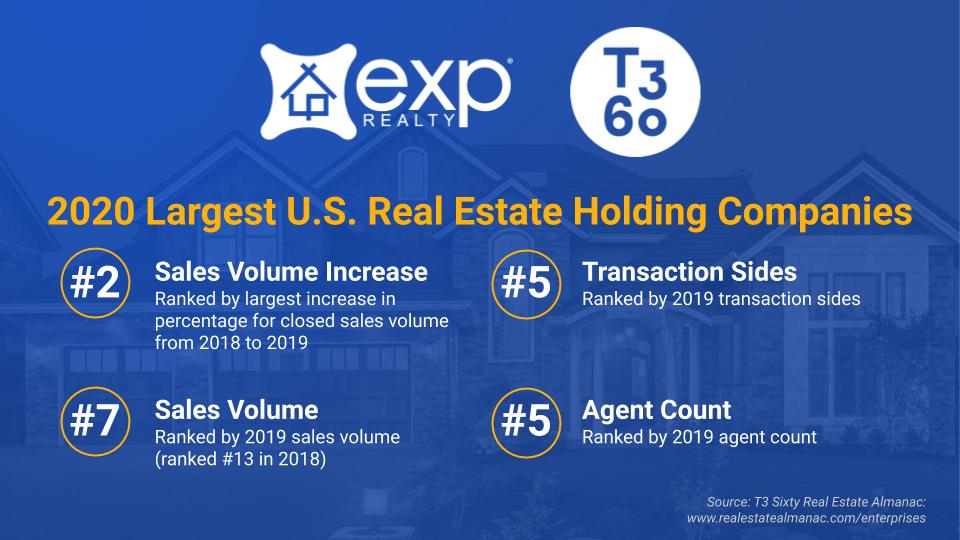 exp®
REALTY
T3
60
2020 Largest U.S. Real Estate Holding Companies
#2
Sales Volume Increase
Ranked by largest increase in
percentage for closed sales volume
from 2018 to 2019
#5
Transaction Sides
Ranked by 2019 transaction sides
#7
Sales Volume
Ranked by 2019 sales volume
(ranked #13 in 2018)
#5
Agent Count
Ranked by 2019 agent count
Source: T3 Sixty Real Estate Almanac:
www.realestatealmanac.com/enterprises